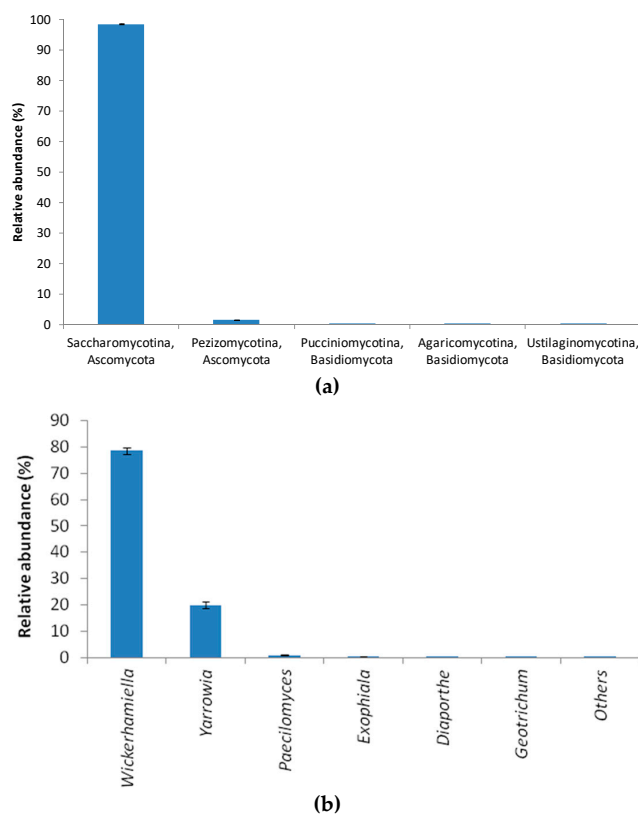 100
90
80
70
60
50
40
30
20
10
0
Relative abundance (%)
Saccharomycotina, Pezizomycotina, Pucciniomycotina, Agaricomycotina, Ustilaginomycotina,
Ascomycota Ascomycota Basidiomycota Basidiomycota Basidiomycota
(a)
90
80
70
60
50
40
30
20
10
0
Relative abundance (%)
Wickerhamiella
Yarrowia
Paecilomyces
Exophiala
Diaporthe
Geotrichum
Others
(b)